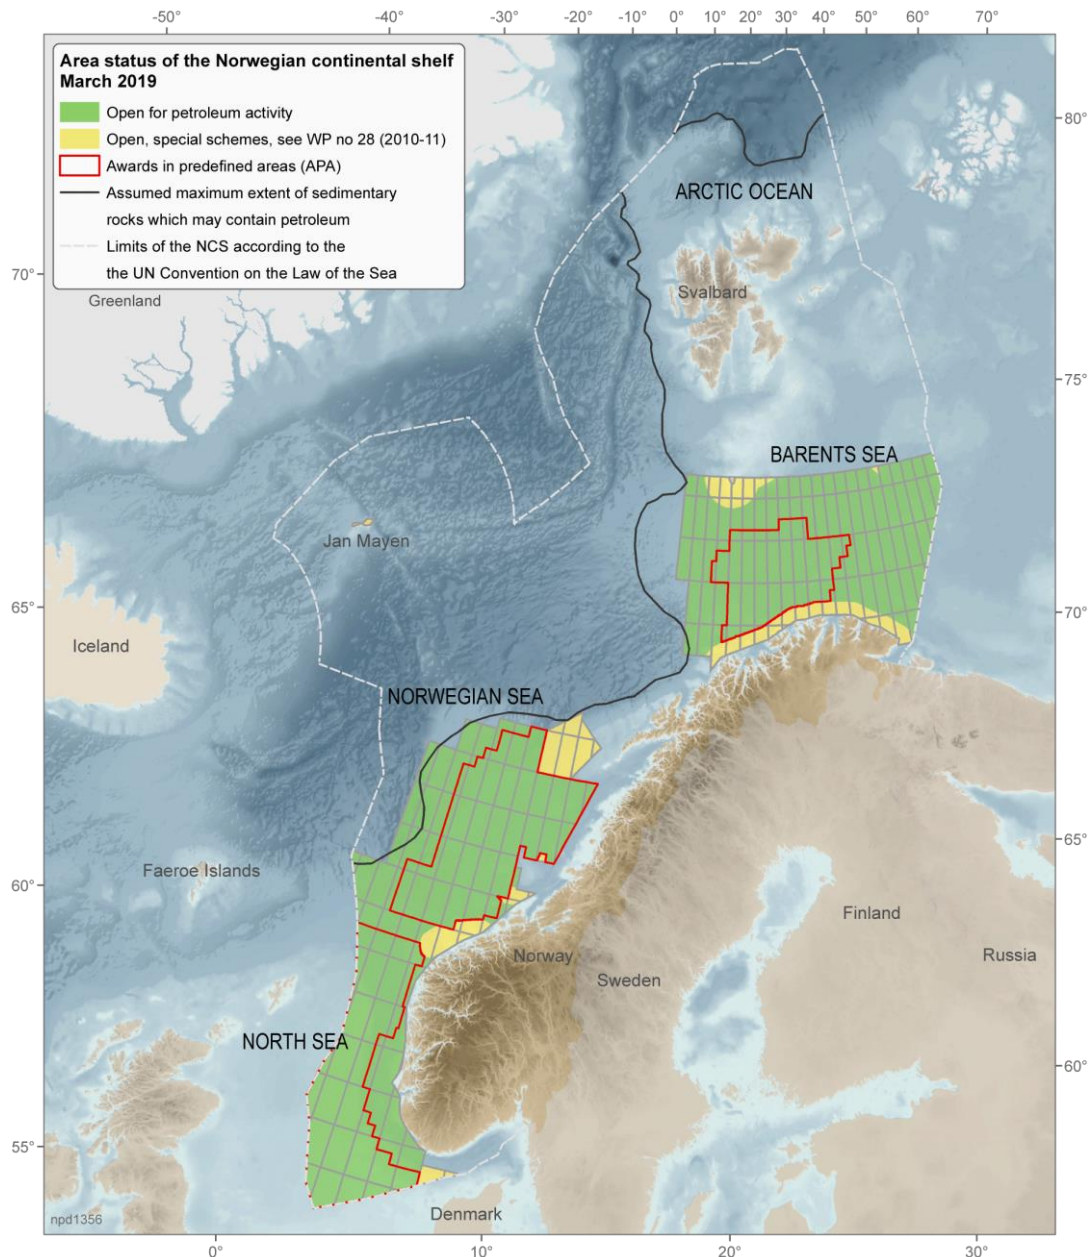 -50° -40° -30° -20° -10° 0° 10° 20° 30° 40° 50° 60° 70°
Area status of the Norwegian continental shelf
March 2019
Open for petroleum activity
Open, special schemes, see WP no 28 (2010-11)
Awards in predefined areas (APA)
Assumed maximum extent of sedimentary
rocks which may contain petroleum
Limits of the NCS according to the
the UN Convention on the Law of the Sea
80°
ARCTIC OCEAN
70°
Svalbard
Greenland
75°
BARENTS SEA
Jan Mayen
65°
70°
Iceland
NORWEGIAN SEA
65°
Faeroe Islands
60°
Finland
Norway
Russia
Sweden
NORTH SEA
60°
55°
Denmark
npd1356
0° 10° 20° 30°